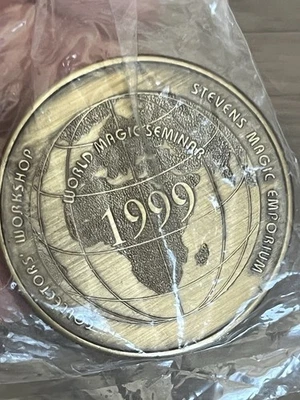 WORLD MAGIC SEMINAR
1999
COLLECTORS' WORKSHOP
STEVENS MAGIC EMPORIUM